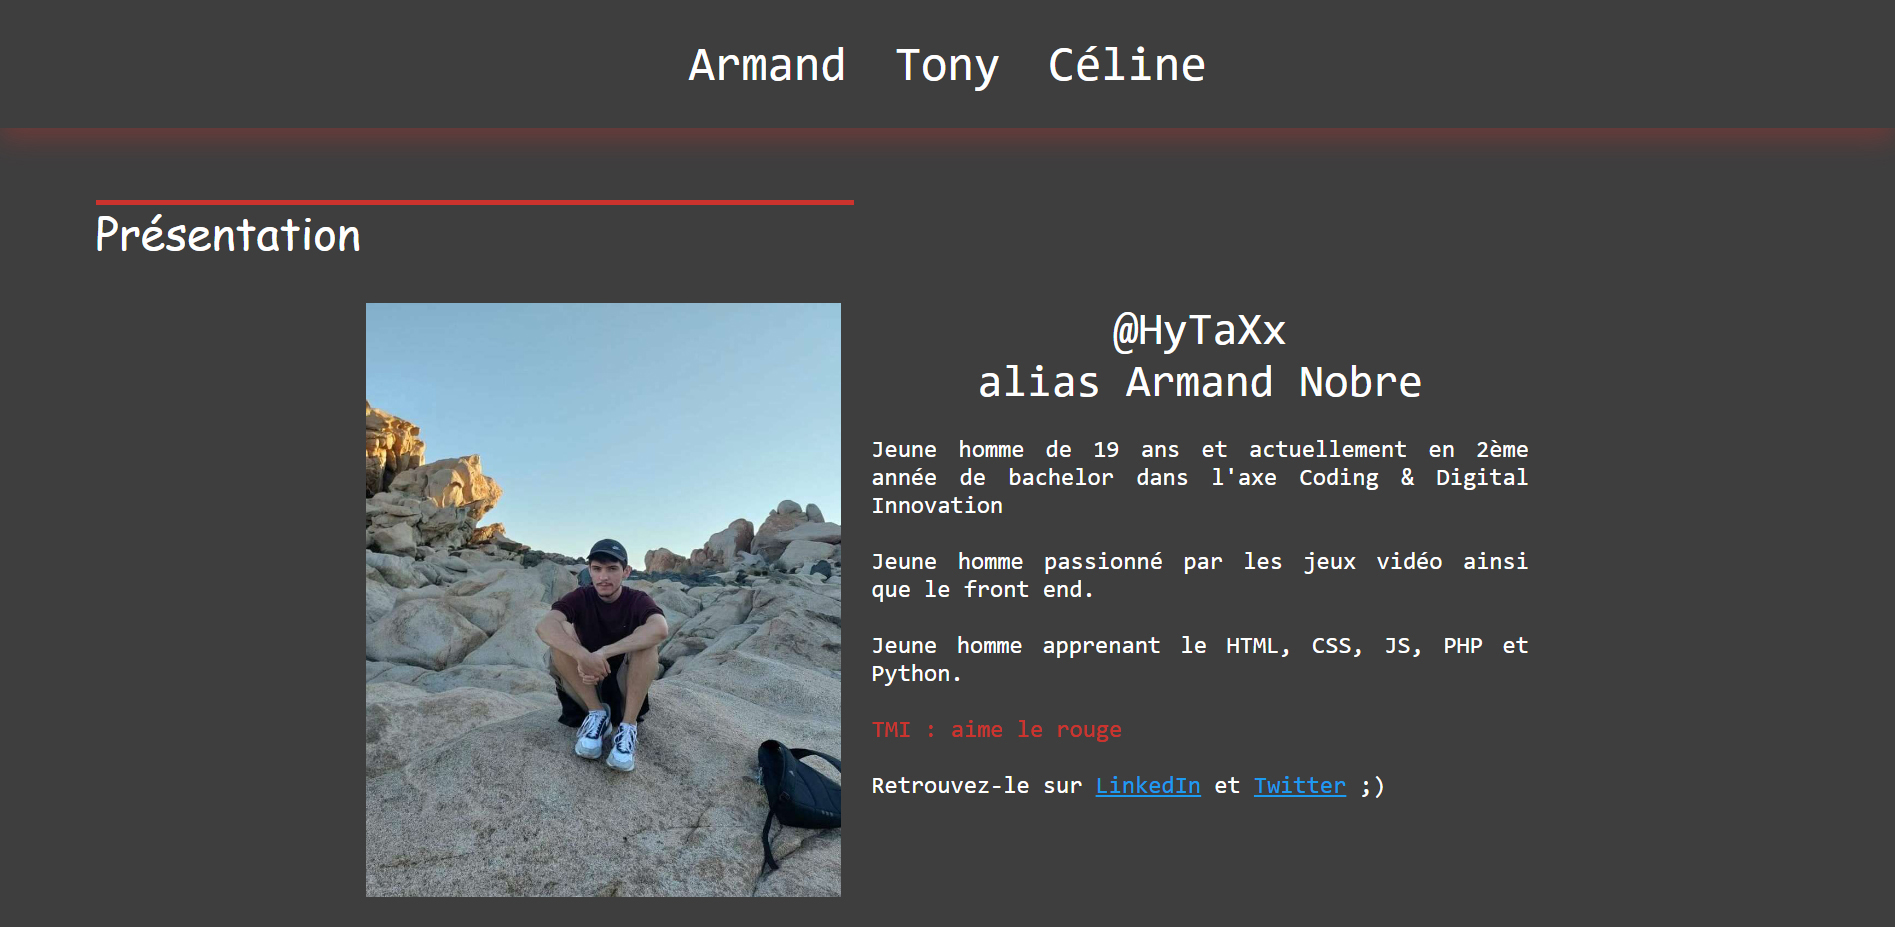 Armand Tony Céline
Présentation
@HyTaXx
alias Armand Nobre
Jeune homme de 19 ans et actuellement en 2ème
année de bachelor dans l'axe Coding & Digital
Innovation
Jeune homme passionné par les jeux vidéo ainsi
que le front end.
Jeune homme apprenant le HTML, CSS, JS, PHP et
Python.
TMI : aime le rouge
Retrouvez-le sur LinkedIn et Twitter ;)